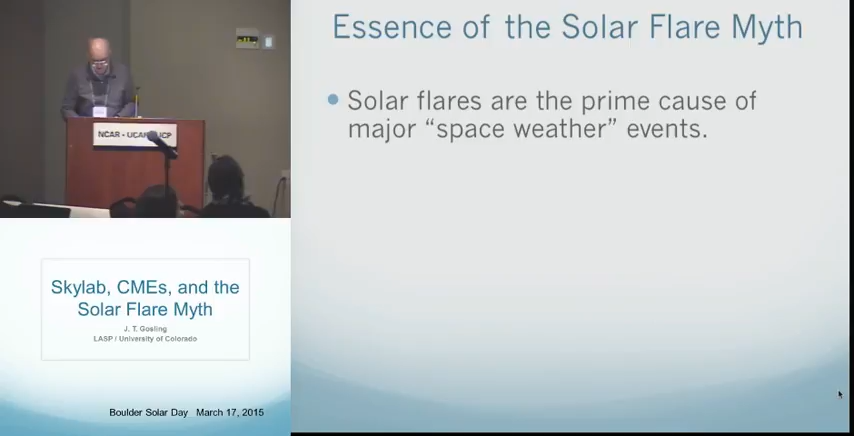 Essence of the Solar Flare Myth
Solar flares are the prime cause of
major “space weather” events.
NCAR • UCAR
Skylab, CMEs, and the
Solar Flare Myth
J. T. Gosling
LASP / University of Colorado
Boulder Solar Day March 17, 2015